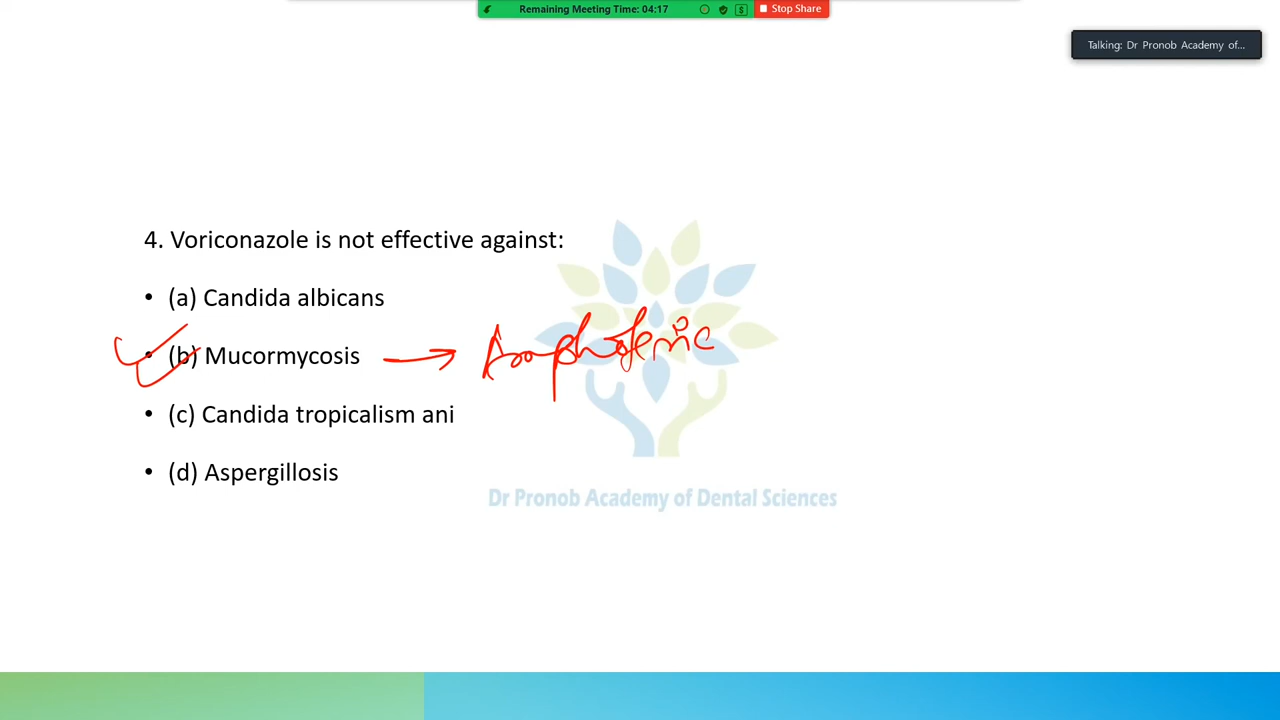 Remaining Meeting Time: 04:17
Stop Share
Talking: Dr Pronob Academy of...
4. Voriconazole is not effective against:
• (a) Candida albicans
• (b) Mucormycosis
• (c) Candida tropicalism ani
• (d) Aspergillosis
Dr Pronob Academy of Dental Sciences